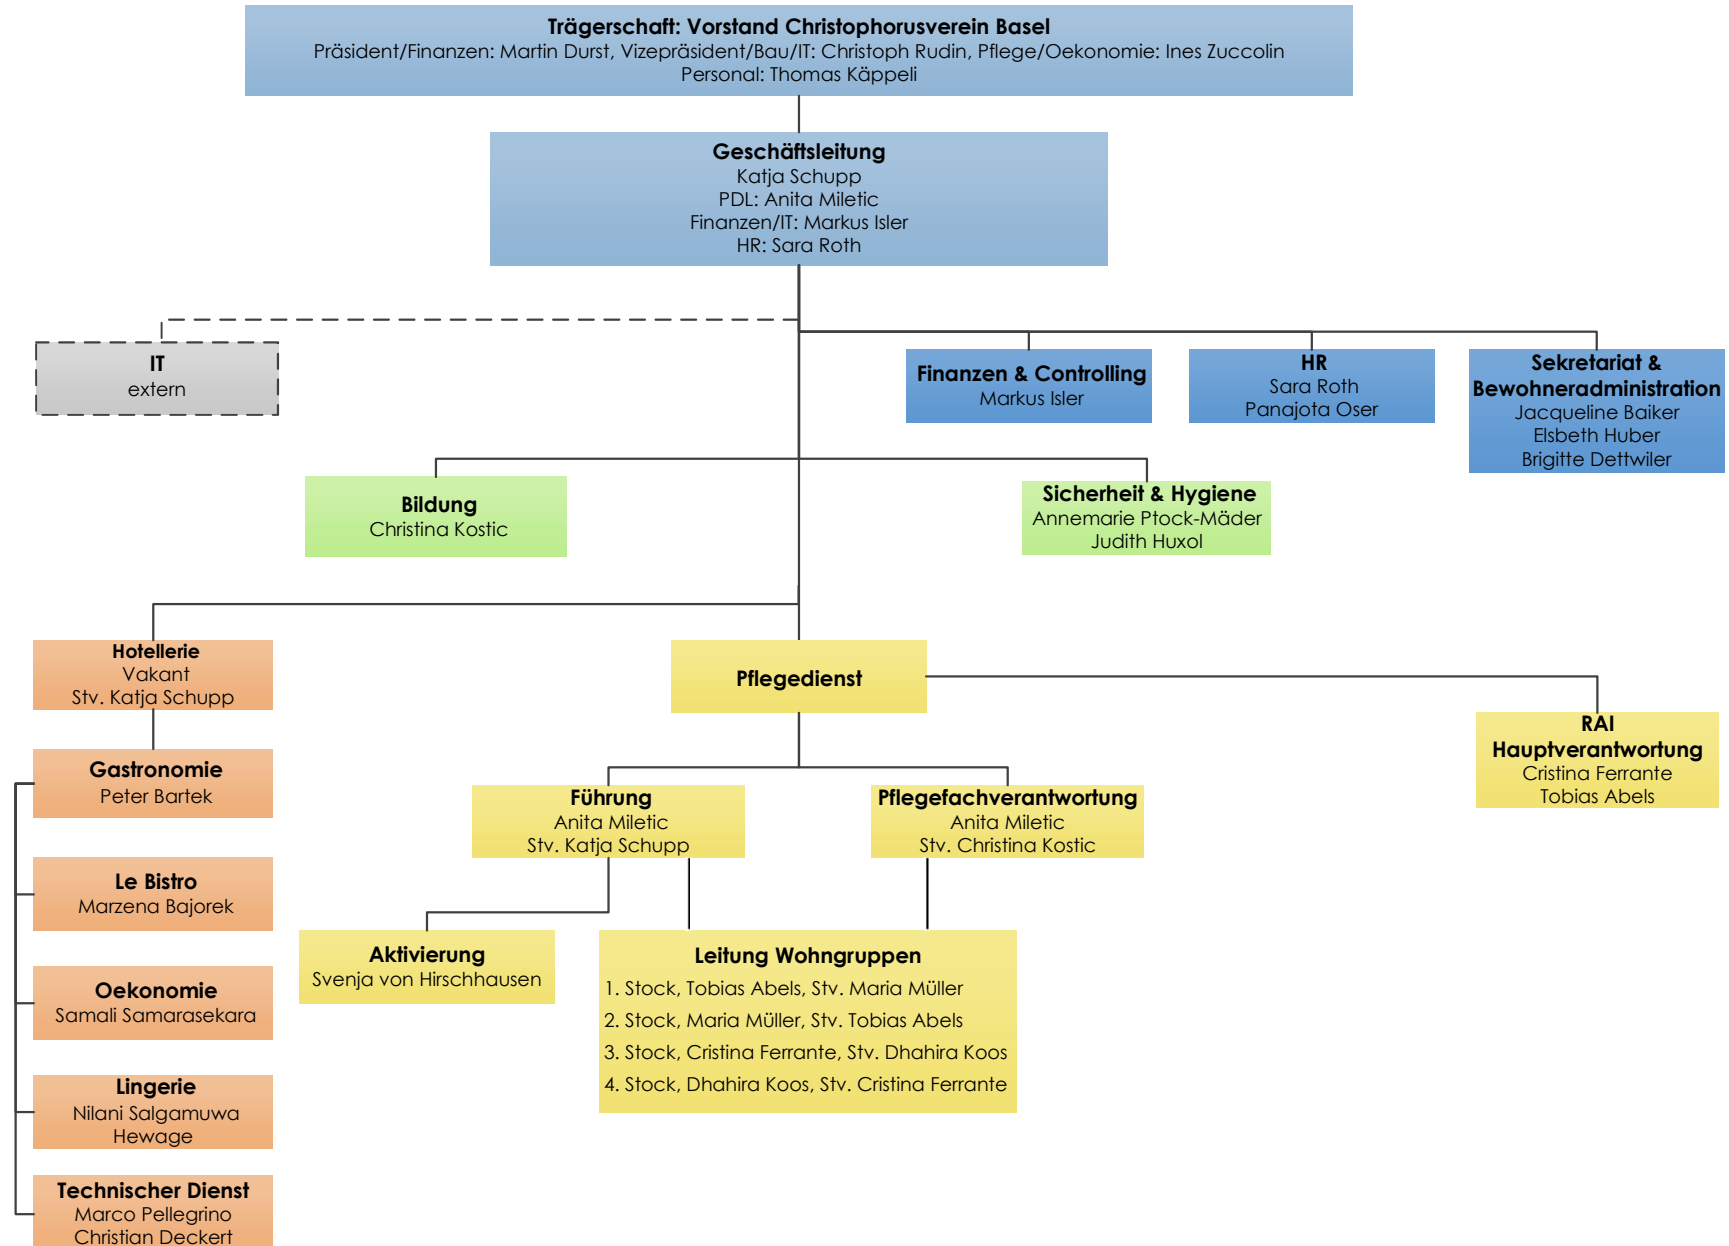 Trägerschaft: Vorstand Christophorusverein Basel
Präsident/Finanzen: Martin Durst, Vizepräsident/Bau/IT: Christoph Rudin, Pflege/Oekonomie: Ines Zuccolin
Personal: Thomas Käppeli
Geschäftsleitung
Katja Schupp
PDL: Anita Miletic
Finanzen/IT: Markus Isler
HR: Sara Roth
IT
extern
Finanzen & Controlling
Markus Isler
HR
Sara Roth
Panajota Oser
Sekretariat &
Bewohneradministration
Jacqueline Baiker
Elsbeth Huber
Brigitte Dettwiler
Bildung
Christina Kostic
Sicherheit & Hygiene
Annemarie Ptock-Mäder
Judith Huxol
Hotellerie
Vakant
Stv. Katja Schupp
Gastronomie
Peter Bartek
Le Bistro
Marzena Bajorek
Oekonomie
Samali Samarasekara
Lingerie
Nilani Salgamuwa
Hewage
Technischer Dienst
Marco Pellegrino
Christian Deckert
Pflegedienst
RAI
Hauptverantwortung
Cristina Ferrante
Tobias Abels
Führung
Anita Miletic
Stv. Katja Schupp
Pflegefachverantwortung
Anita Miletic
Stv. Christina Kostic
Aktivierung
Svenja von Hirschhausen
Leitung Wohngruppen
1. Stock, Tobias Abels, Stv. Maria Müller
2. Stock, Maria Müller, Stv. Tobias Abels
3. Stock, Cristina Ferrante, Stv. Dhahira Koos
4. Stock, Dhahira Koos, Stv. Cristina Ferrante